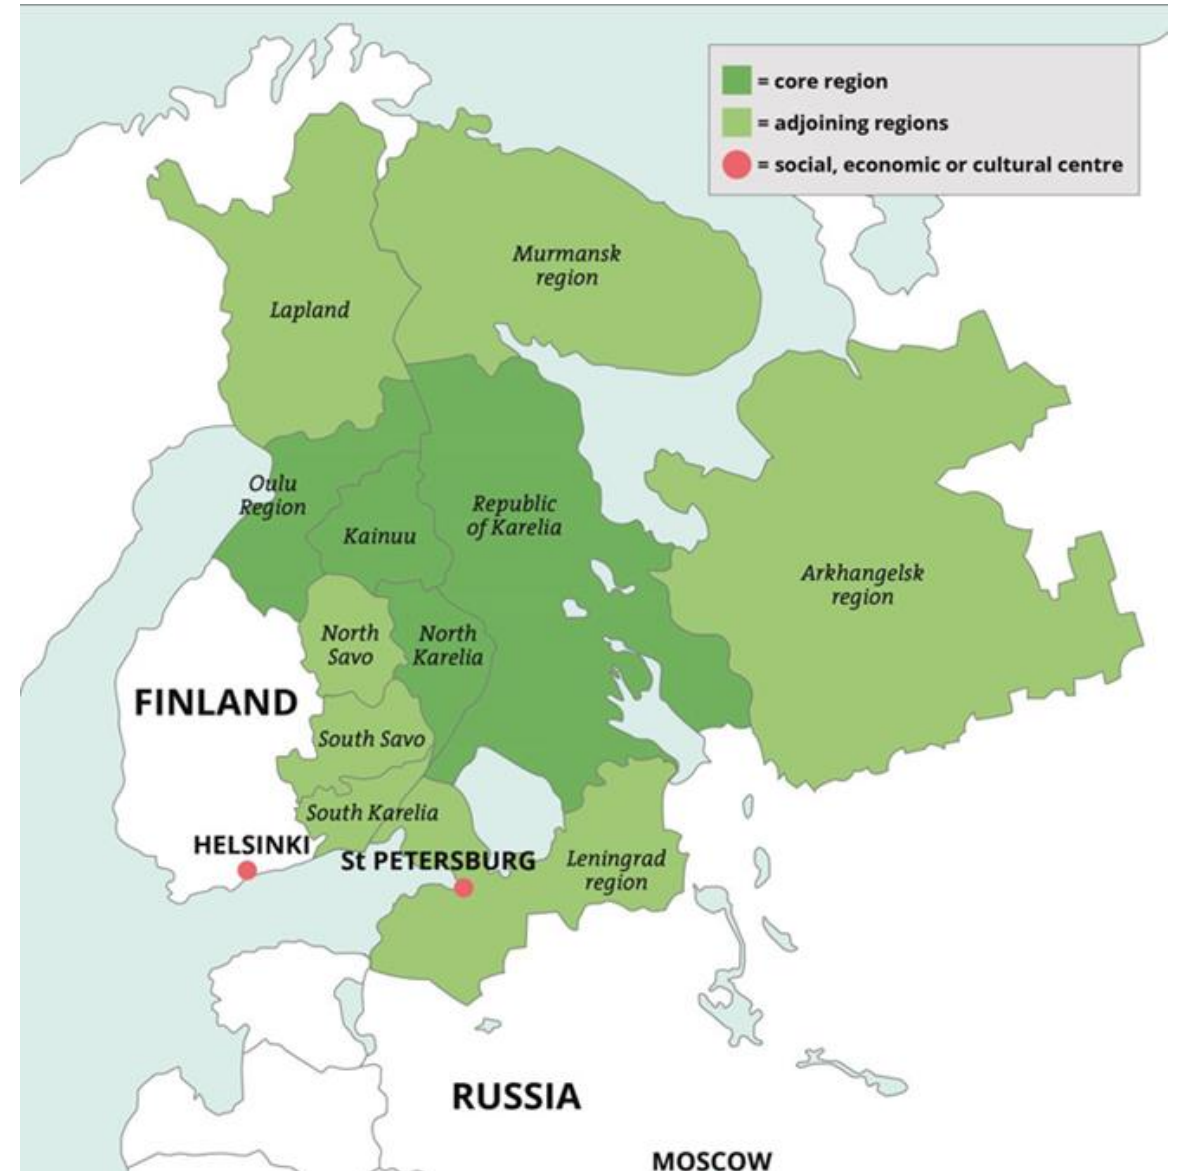 = core region
= adjoining regions
= social, economic or cultural centre
Murmansk
region
Lapland
Oulu
Region
Republic
of Karelia
Kainuu
Arkhangelsk
region
North
Savo
North
Karelia
FINLAND
South Savo
South Karelia
HELSINKI
St PETERSBURG
Leningrad
region
RUSSIA
MOSCOW